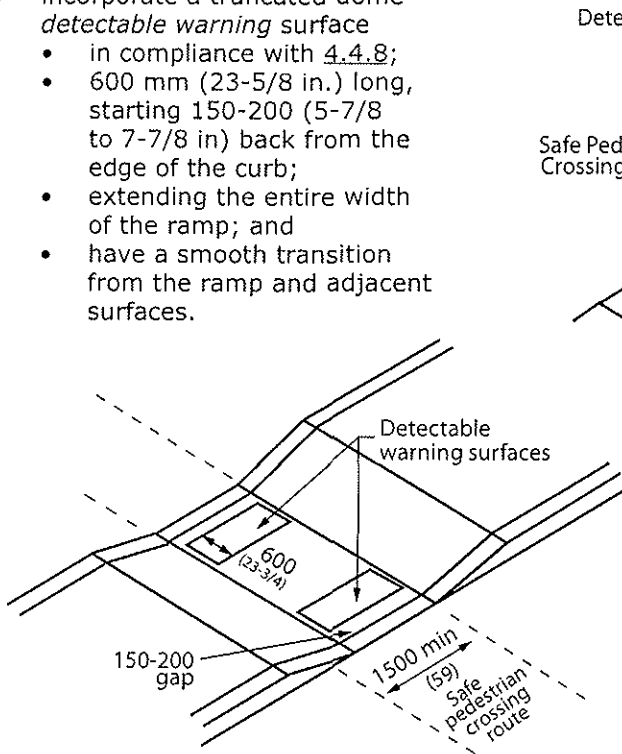 incorporate a truncated dome
detectable warning surface
• in compliance with 4.4.8;
• 600 mm (23-5/8 in.) long,
starting 150-200 (5-7/8
to 7-7/8 in) back from the
edge of the curb;
• extending the entire width
of the ramp; and
• have a smooth transition
from the ramp and adjacent
surfaces.
Dete
Safe Ped
Crossing
Detectable
warning surfaces
600
(23-3/4)
150-200
gap
1500 min
(59)
Safe
pedestrian
crossing
route